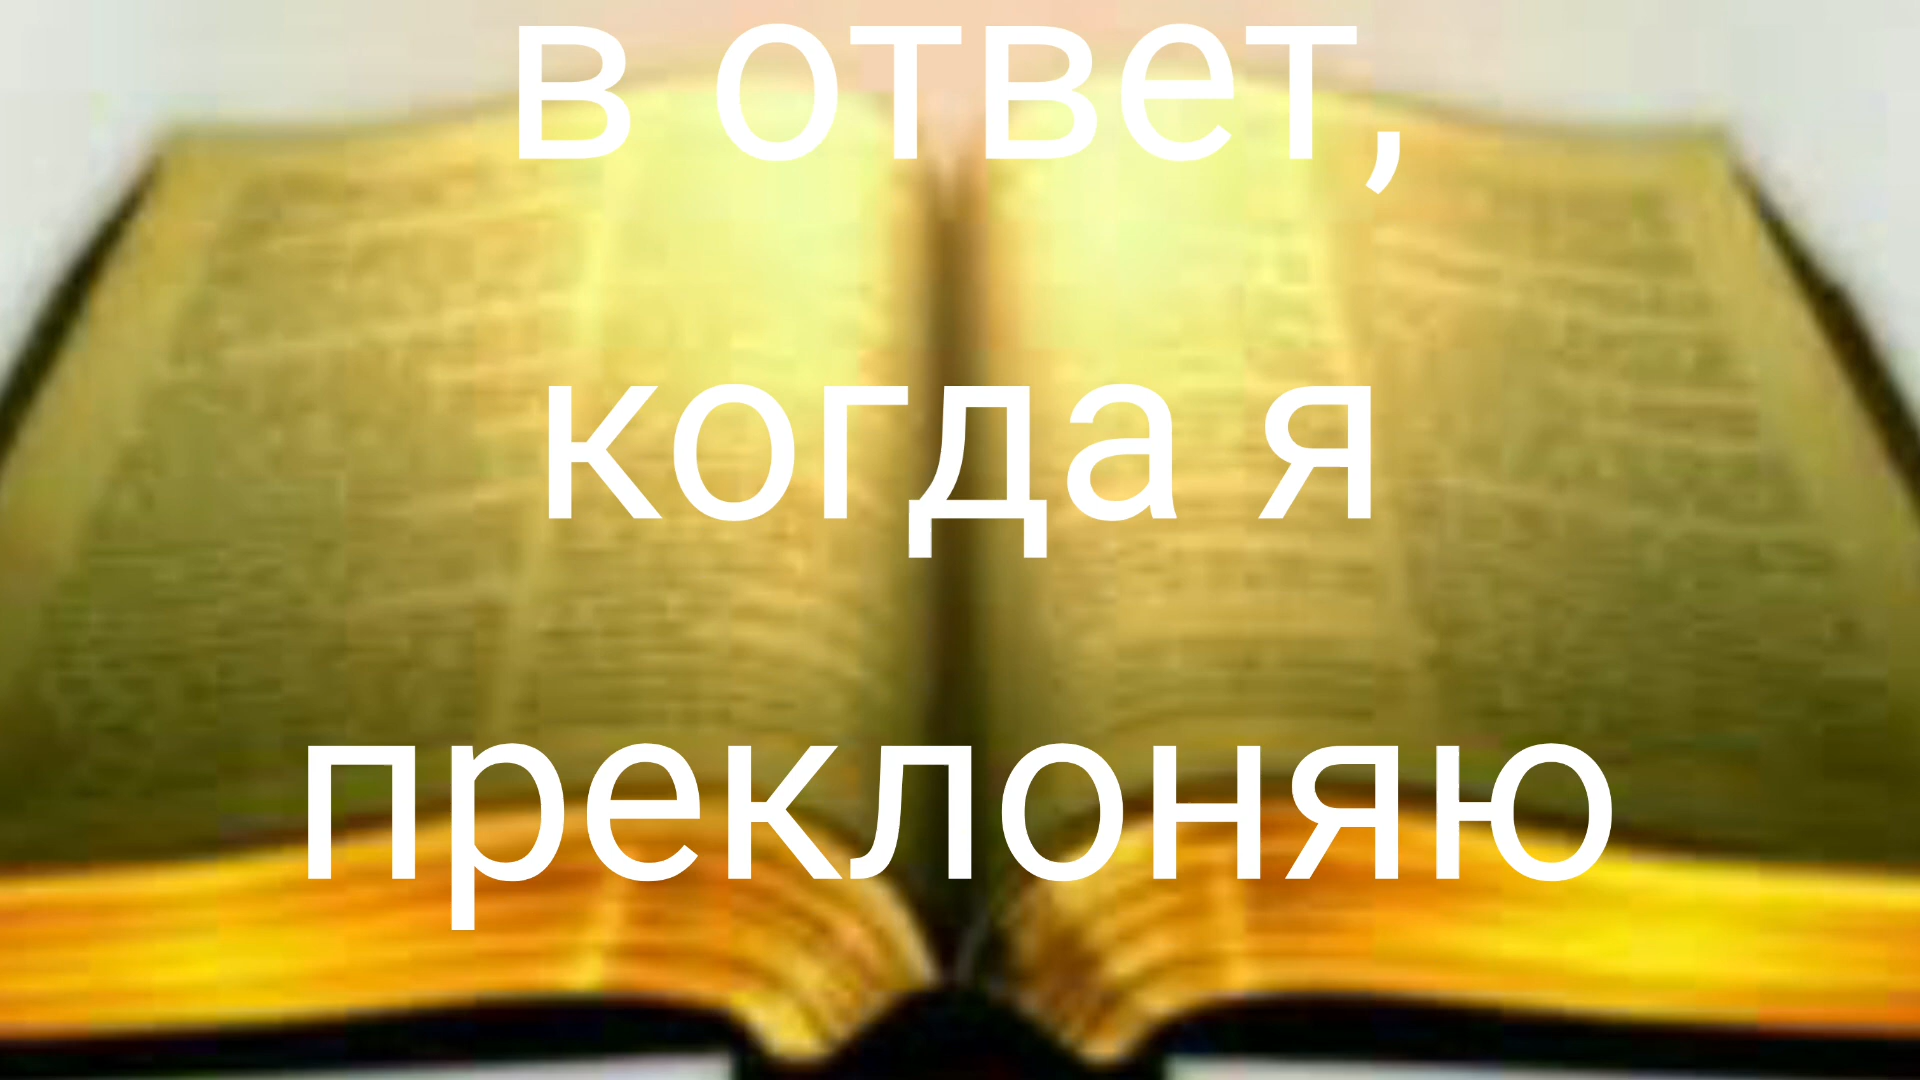 в ответ,
когда я
преклоняю